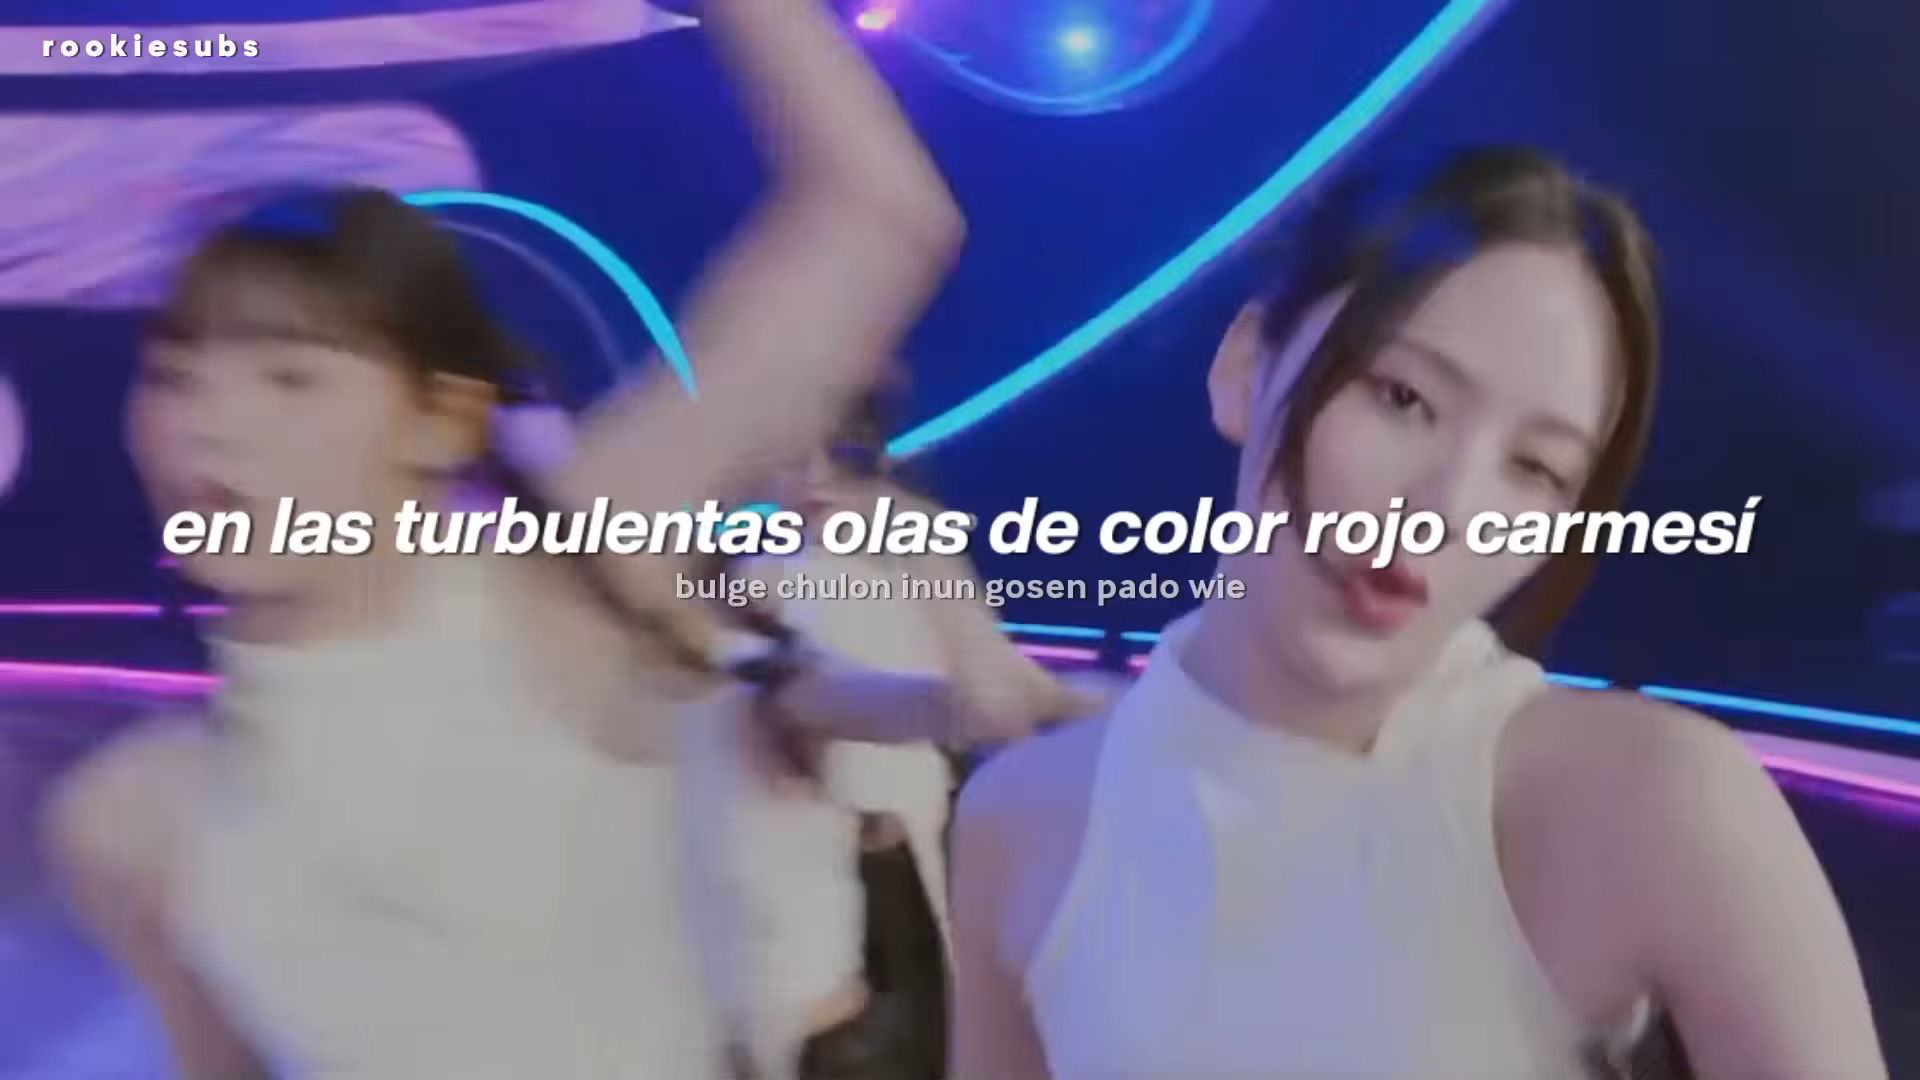 rookiesubs
en las turbulentas olas de color rojo carmesí
bulge chulon inun gosen pado wie